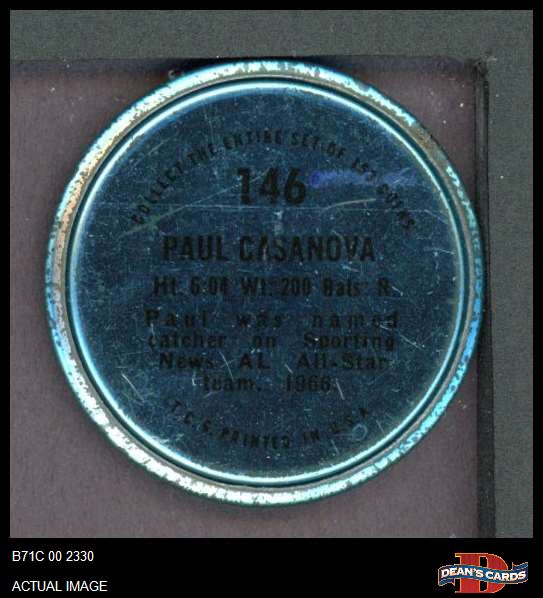 COLLECT THE ENTIRE SET OF 153 COINS
146
PAUL CASANOVA
Ht. 6:04 Wt. 200 Bats: R
Paul was named
catcher on Sporting
News AL All-Star
team, 1966.
T.C.G. PRINTED IN U.S.A.
B71C 00 2330
ACTUAL IMAGE
D
DEAN'S CARDS